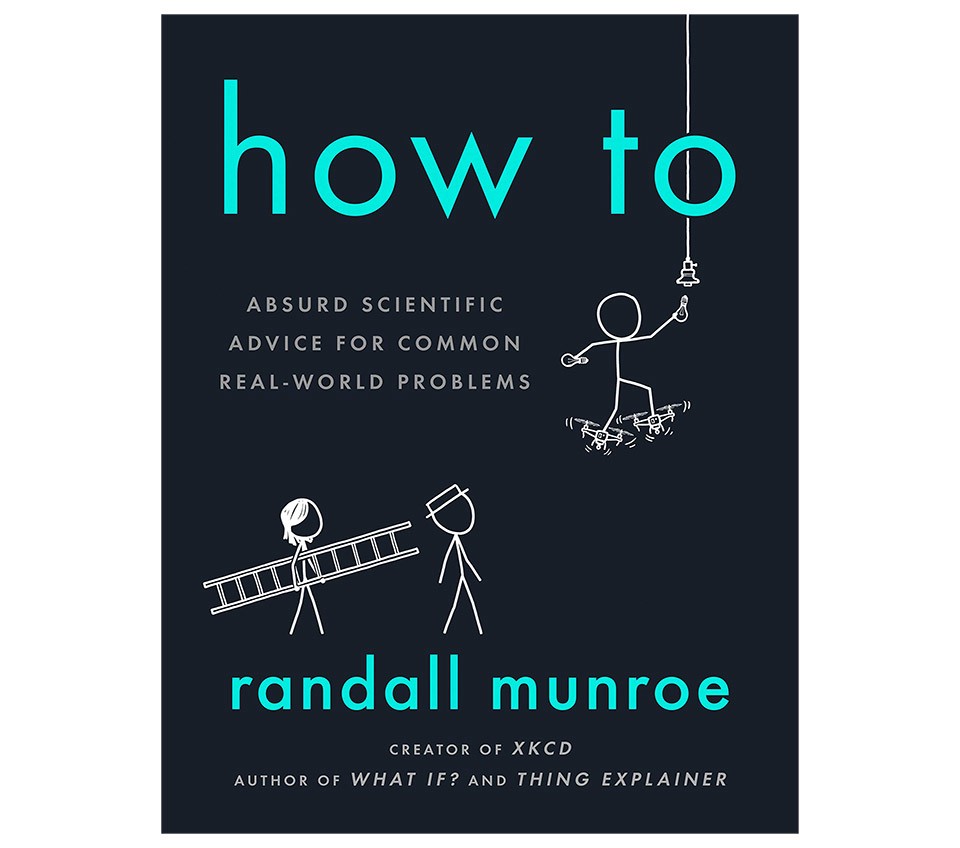 how to
ABSURD SCIENTIFIC
ADVICE FOR COMMON
REAL-WORLD PROBLEMS
randall munroe
CREATOR OF XKCD
AUTHOR OF WHAT IF? AND THING EXPLAINER